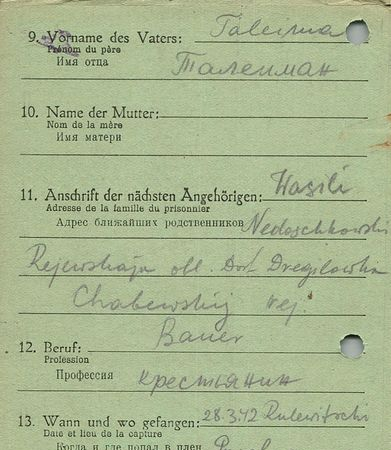 9. Vorname des Vaters:
Prénom du père
Имя отца
10. Name der Mutter:
Nom de la mère
Имя матери
11. Anschrift der nächsten Angehörigen: Wasili
Adresse de la famille du prisonnier
Адрес ближайших родственников Nedoschkowski
obl. Dorf Dregilowka
Chabewskij rej.
Bauer
12. Beruf:
Profession
Профессия крестьянин
13. Wann und wo gefangen: 28.3.42
Date et lieu de la capture
Когда и где попал в плен